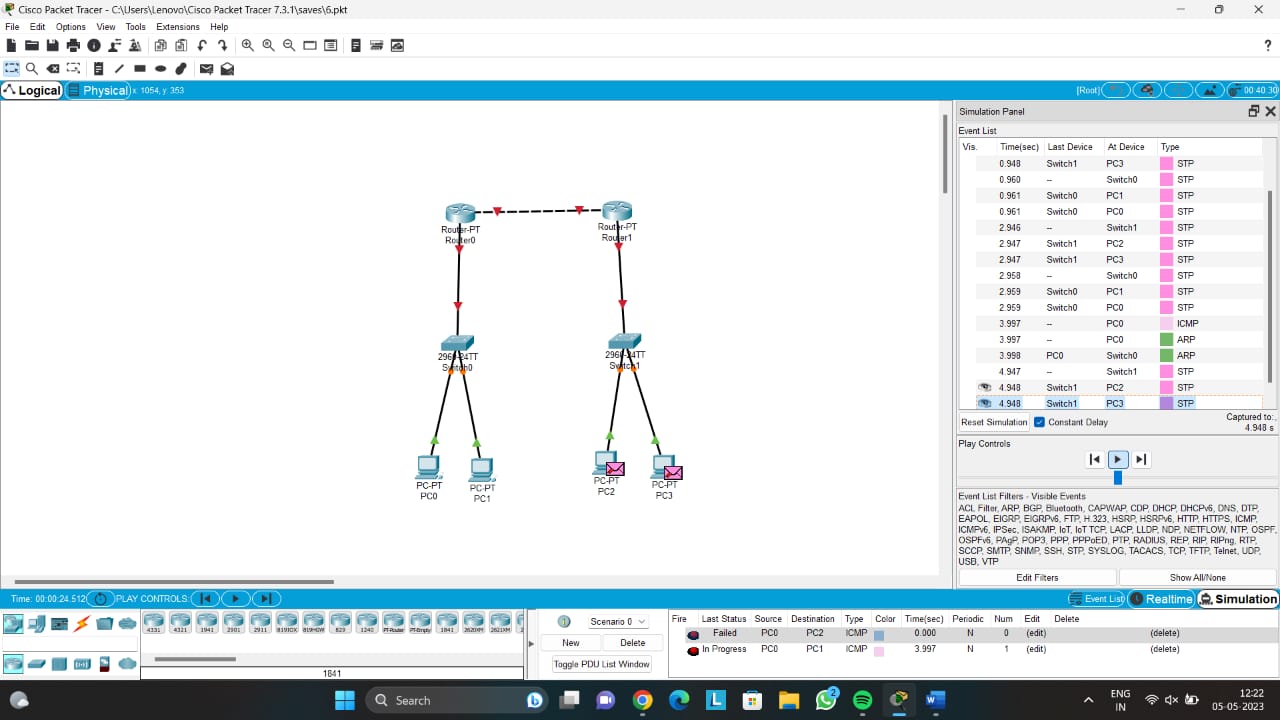 Cisco Packet Tracer - C:\Users\Lenovo\Cisco Packet Tracer 7.3.1\saves\6.pkt
File Edit Options View Tools Extensions Help
?
Logical Physical x: 1054, y: 353 [Root] 00:40:30
Simulation Panel
Event List
Vis. Time(sec) Last Device At Device Type
0.948 Switch1 PC3 STP
0.960 -- Switch0 STP
0.961 Switch0 PC1 STP
0.961 Switch0 PC0 STP
2.946 -- Switch1 STP
2.947 Switch1 PC2 STP
2.947 Switch1 PC3 STP
2.958 -- Switch0 STP
2.959 Switch0 PC1 STP
2.959 Switch0 PC0 STP
3.997 -- PC0 ICMP
3.997 -- PC0 ARP
3.998 PC0 Switch0 ARP
4.947 -- Switch1 STP
4.948 Switch1 PC2 STP
4.948 Switch1 PC3 STP
Reset Simulation Constant Delay Captured to:
4.948 s
Play Controls
Event List Filters - Visible Events
ACL Filter, ARP, BGP, Bluetooth, CAPWAP, CDP, DHCP, DHCPv6, DNS, DTP,
EAPOL, EIGRP, EIGRPv6, FTP, H.323, HSRP, HSRPv6, HTTP, HTTPS, ICMP,
ICMPv6, IPSec, ISAKMP, IoT, IoT TCP, LACP, LLDP, NDP, NETFLOW, NTP, OSPF,
OSPFv6, PAgP, POP3, PPP, PPPoED, PTP, RADIUS, REP, RIP, RIPng, RTP,
SCCP, SMTP, SNMP, SSH, STP, SYSLOG, TACACS, TCP, TFTP, Telnet, UDP,
USB, VTP
Edit Filters Show All/None
Router-PT
Router0
Router-PT
Router1
2960-24TT
Switch0
2960-24TT
Switch1
PC-PT
PC0
PC-PT
PC1
PC-PT
PC2
PC-PT
PC3
Time: 00:00:24.512 PLAY CONTROLS: Event List Realtime Simulation
4331 4321 1941 2901 2911 819IOX 819HGW 829 1240 PT-Router PT-Empty 1841 2620XM 2621XM
1841
Scenario 0
New Delete
Toggle PDU List Window
Fire Last Status Source Destination Type Color Time(sec) Periodic Num Edit Delete
Failed PC0 PC2 ICMP 0.000 N 0 (edit) (delete)
In Progress PC0 PC1 ICMP 3.997 N 1 (edit) (delete)
Search
2
ENG
IN
12:22
05-05-2023